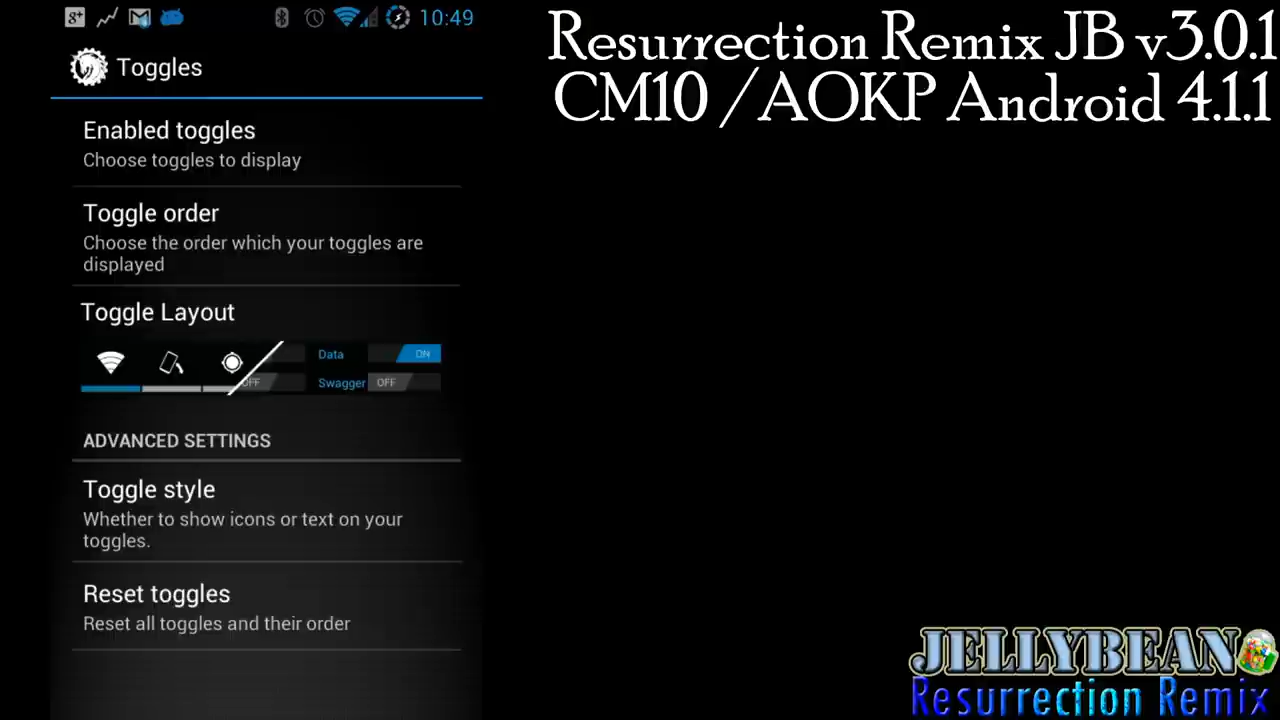 10:49
Resurrection Remix JB v3.0.1
CM10 /AOKP Android 4.1.1
Toggles
Enabled toggles
Choose toggles to display
Toggle order
Choose the order which your toggles are
displayed
Toggle Layout
Data ON
OFF Swagger OFF
ADVANCED SETTINGS
Toggle style
Whether to show icons or text on your
toggles.
Reset toggles
Reset all toggles and their order
JELLYBEAN
Resurrection Remix